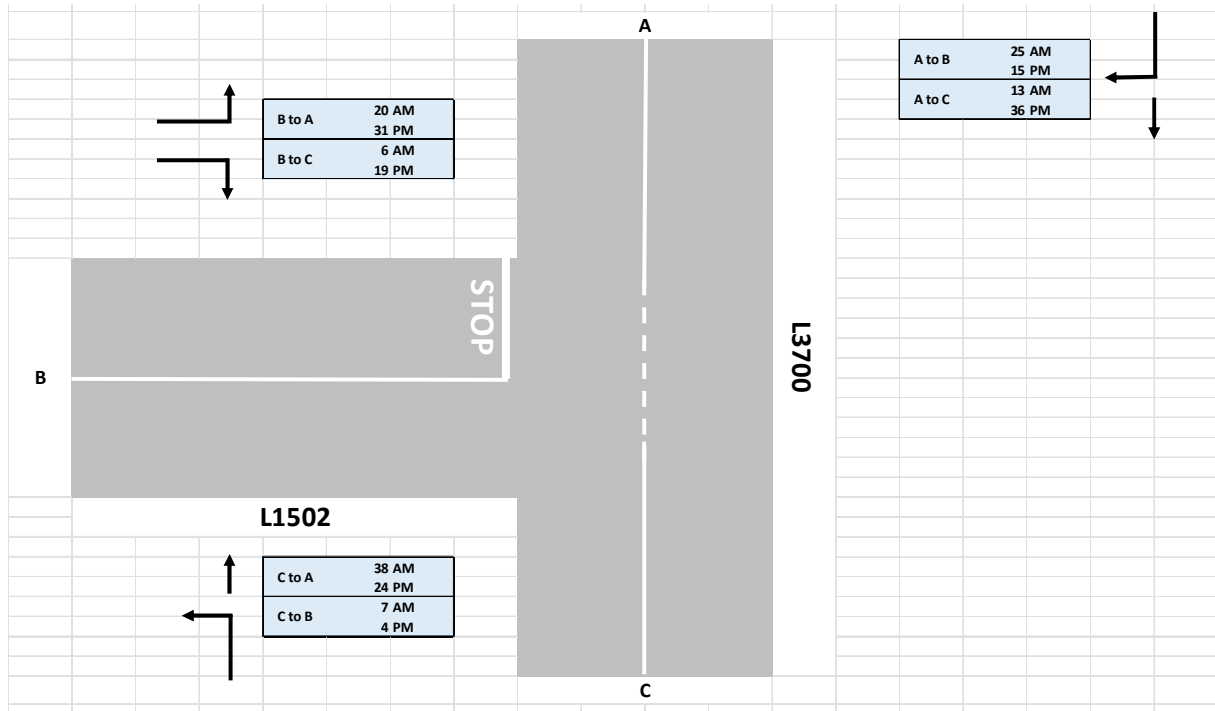 A
A to B 25 AM
15 PM
A to C 13 AM
36 PM
B to A 20 AM
31 PM
B to C 6 AM
19 PM
STOP
L3700
B
L1502
C to A 38 AM
24 PM
C to B 7 AM
4 PM
C